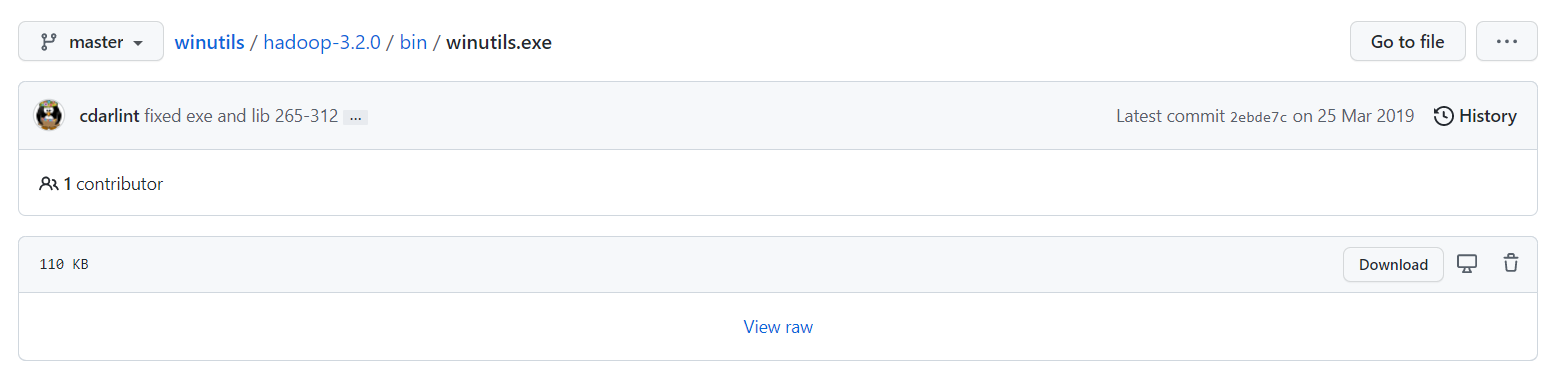 master winutils / hadoop-3.2.0 / bin / winutils.exe Go to file ...
cdarlint fixed exe and lib 265-312 ... Latest commit 2ebde7c on 25 Mar 2019 History
1 contributor
110 KB Download
View raw